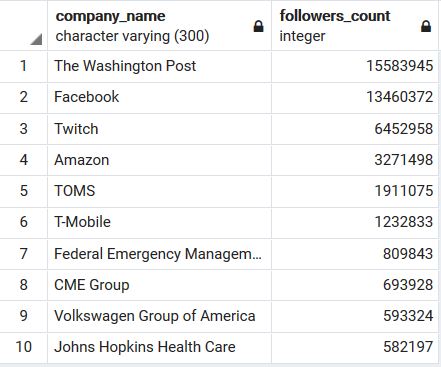 company_name followers_count
character varying (300) integer
1 The Washington Post 15583945
2 Facebook 13460372
3 Twitch 6452958
4 Amazon 3271498
5 TOMS 1911075
6 T-Mobile 1232833
7 Federal Emergency Managem... 809843
8 CME Group 693928
9 Volkswagen Group of America 593324
10 Johns Hopkins Health Care 582197